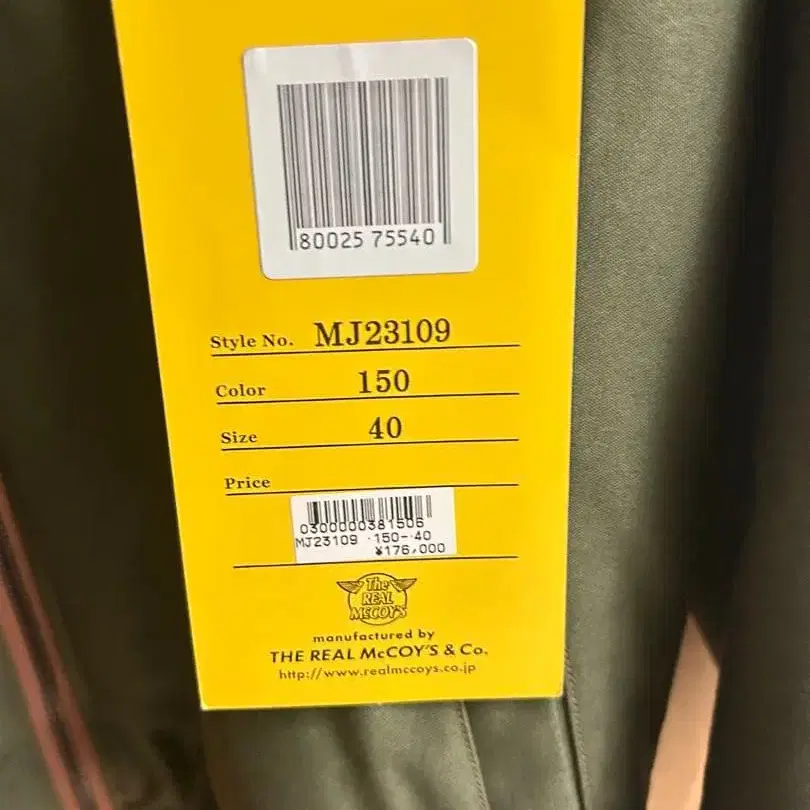 80025 75540
Style No. MJ23109
Color 150
Size 40
Price
0300000381506
MJ23109 -150--40
¥176,000
The
REAL
McCOY'S
manufactured by
THE REAL McCOY'S & Co.
http://www.realmccoys.co.jp